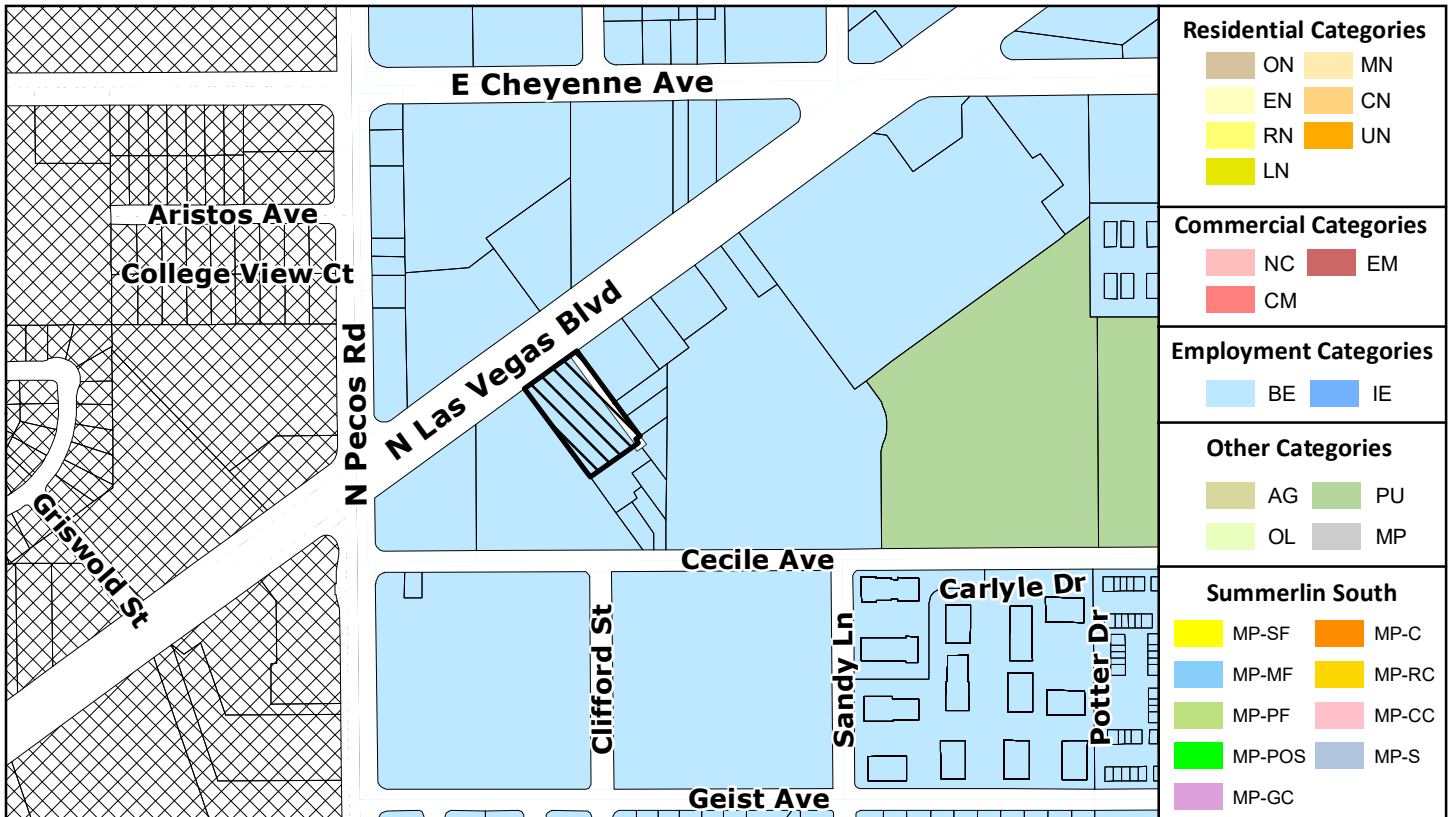 E Cheyenne Ave
Aristos Ave
College View Ct
N Las Vegas Blvd
N Pecos Rd
Griswold St
Cecile Ave
Clifford St
Sandy Ln
Carlyle Dr
Potter Dr
Geist Ave
Residential Categories
ON MN
EN CN
RN UN
LN
Commercial Categories
NC EM
CM
Employment Categories
BE IE
Other Categories
AG PU
OL MP
Summerlin South
MP-SF MP-C
MP-MF MP-RC
MP-PF MP-CC
MP-POS MP-S
MP-GC